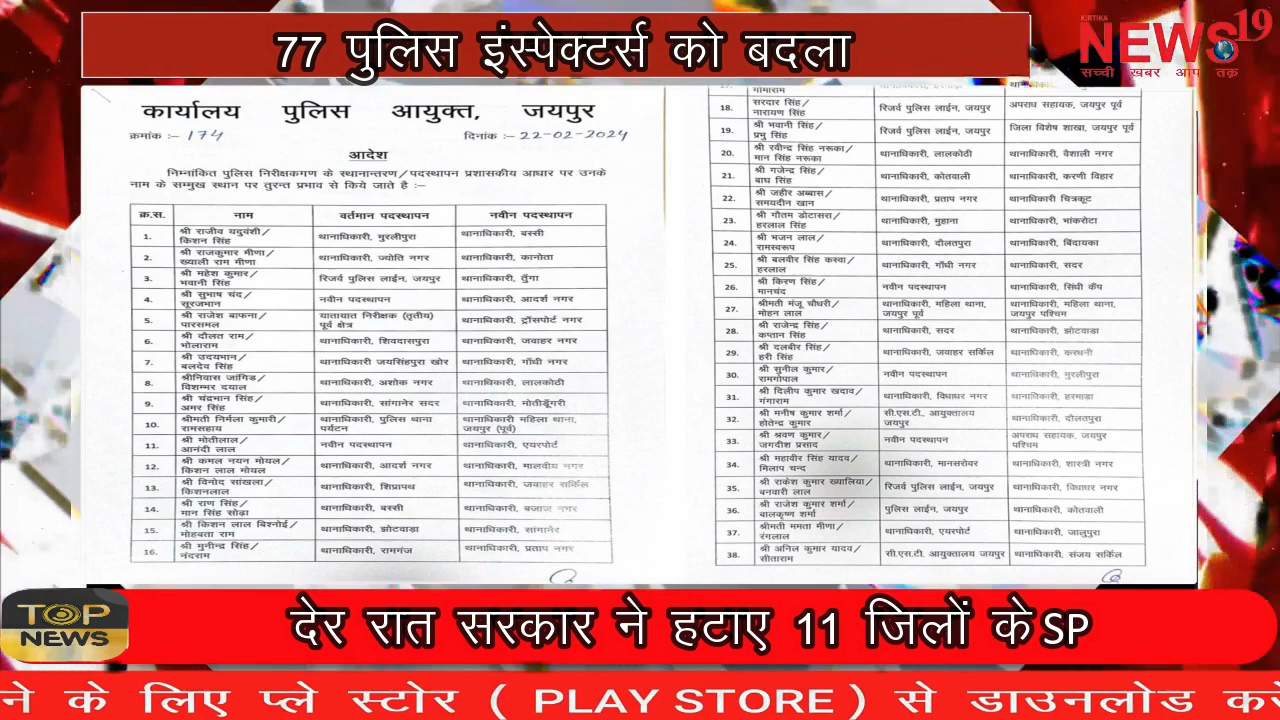 77 पुलिस इंस्पेक्टर्स को बदला
KIRTIKA
NEWS19
सच्ची खबर आप तक
कार्यालय पुलिस आयुक्त, जयपुर
क्रमांक :– 174 दिनांक :– 22-02-2024
आदेश
निम्नांकित पुलिस निरीक्षकगण के स्थानान्तरण/पदस्थापन प्रशासकीय आधार पर उनके
नाम के सम्मुख स्थान पर तुरन्त प्रभाव से किये जाते है :–
क्र.स. नाम वर्तमान पदस्थापन नवीन पदस्थापन
1. श्री राजीव यदुवंशी/ किशन सिंह थानाधिकारी, मुरलीपुरा थानाधिकारी, बस्सी
2. श्री राजकुमार मीणा/ ख्याली राम मीणा थानाधिकारी, ज्योति नगर थानाधिकारी, कानोता
3. श्री महेश कुमार/ भवानी सिंह रिजर्व पुलिस लाईन, जयपुर थानाधिकारी, तुंगा
4. श्री सुभाष चंद/ सूरजभान नवीन पदस्थापन थानाधिकारी, आदर्श नगर
5. श्री राजेश बाफना/ पारसमल यातायात निरीक्षक (तृतीय) पूर्व क्षेत्र थानाधिकारी, ट्रॉंसपोर्ट नगर
6. श्री दौलत राम/ भोलाराम थानाधिकारी, शिवदासपुरा थानाधिकारी, जवाहर नगर
7. श्री उदयभान/ बलदेव सिंह थानाधिकारी जयसिंहपुरा खोर थानाधिकारी, गाँधी नगर
8. श्रीनिवास जांगिड/ विशम्भर दयाल थानाधिकारी, अशोक नगर थानाधिकारी, लालकोठी
9. श्री चंद्रभान सिंह/ अमर सिंह थानाधिकारी, सांगानेर सदर थानाधिकारी, मोतीडूँगरी
10. श्रीमती निर्मला कुमारी/ रामसहाय थानाधिकारी, पुलिस थाना पर्यटन थानाधिकारी महिला थाना, जयपुर (पूर्व)
11. श्री मोतीलाल/ आनंदी लाल नवीन पदस्थापन थानाधिकारी, एयरपोर्ट
12. श्री कमल नयन मोयल/ किशन लाल मोयल थानाधिकारी, आदर्श नगर थानाधिकारी, मालवीय नगर
13. श्री विनोद सांखला/ किशनलाल थानाधिकारी, शिप्रापथ थानाधिकारी, जवाहर सर्किल
14. श्री राण सिंह/ मान सिंह सोढ़ा थानाधिकारी, बस्सी थानाधिकारी, बजाज नगर
15. श्री किशन लाल बिश्नोई/ मोहबता राम थानाधिकारी, झोटवाडा थानाधिकारी, सांगानेर
16. श्री मुनीन्द्र सिंह/ नंदराम थानाधिकारी, रामगंज थानाधिकारी, प्रताप नगर
गोमाराम
18. सरदार सिंह/ नारायण सिंह रिजर्व पुलिस लाईन, जयपुर अपराध सहायक, जयपुर पूर्व
19. श्री भवानी सिंह/ प्रभु सिंह रिजर्व पुलिस लाईन, जयपुर जिला विशेष शाखा, जयपुर पूर्व
20. श्री रवीन्द्र सिंह नरूका/ मान सिंह नरूका थानाधिकारी, लालकोठी थानाधिकारी, वैशाली नगर
21. श्री गजेन्द्र सिंह/ बाघ सिंह थानाधिकारी, कोतवाली थानाधिकारी, करणी विहार
22. श्री जहीर अब्बास/ समयदीन खान थानाधिकारी, प्रताप नगर थानाधिकारी चित्रकूट
23. श्री गौतम डोटासरा/ हरलाल सिंह थानाधिकारी, मुहाना थानाधिकारी, भांकरोटा
24. श्री भजन लाल/ रामस्वरूप थानाधिकारी, दौलतपुरा थानाधिकारी, बिंदायका
25. श्री बलवीर सिंह कस्वा/ हरलाल थानाधिकारी, गाँधी नगर थानाधिकारी, सदर
26. श्री किरण सिंह/ मानचंद नवीन पदस्थापन थानाधिकारी, सिंधी कैंप
27. श्रीमती मंजू चौधरी/ मोहन लाल थानाधिकारी, महिला थाना, जयपुर पूर्व थानाधिकारी, महिला थाना, जयपुर पश्चिम
28. श्री राजेन्द्र सिंह/ कप्तान सिंह थानाधिकारी, सदर थानाधिकारी, झोटवाडा
29. श्री दलबीर सिंह/ हरी सिंह थानाधिकारी, जवाहर सर्किल थानाधिकारी, करधनी
30. श्री सुनील कुमार/ रामगोपाल नवीन पदस्थापन थानाधिकारी, मुरलीपुरा
31. श्री दिलीप कुमार खदाव/ गंगाराम थानाधिकारी, विधाधर नगर थानाधिकारी, हरमाडा
32. श्री मनीष कुमार शर्मा/ होतेन्द्र कुमार सी.एस.टी., आयुक्तालय जयपुर थानाधिकारी, दौलतपुरा
33. श्री श्रवण कुमार/ जगदीश प्रसाद नवीन पदस्थापन अपराध सहायक, जयपुर पश्चिम
34. श्री महावीर सिंह यादव/ मिलाप चन्द थानाधिकारी, मानसरोवर थानाधिकारी, शास्त्री नगर
35. श्री राकेश कुमार ख्यालिया/ बनवारी लाल रिजर्व पुलिस लाईन, जयपुर थानाधिकारी, विधाधर नगर
36. श्री राजेश कुमार शर्मा/ बालकृष्ण शर्मा पुलिस लाईन, जयपुर थानाधिकारी, कोतवाली
37. श्रीमती ममता मीणा/ रंगलाल थानाधिकारी, एयरपोर्ट थानाधिकारी, जालुपुरा
38. श्री अनिल कुमार यादव/ सीताराम सी.एस.टी. आयुक्तालय जयपुर थानाधिकारी, संजय सर्किल
TOP
NEWS
देर रात सरकार ने हटाए 11 जिलों के SP
ने के लिए प्ले स्टोर ( PLAY STORE ) से डाउनलोड करे